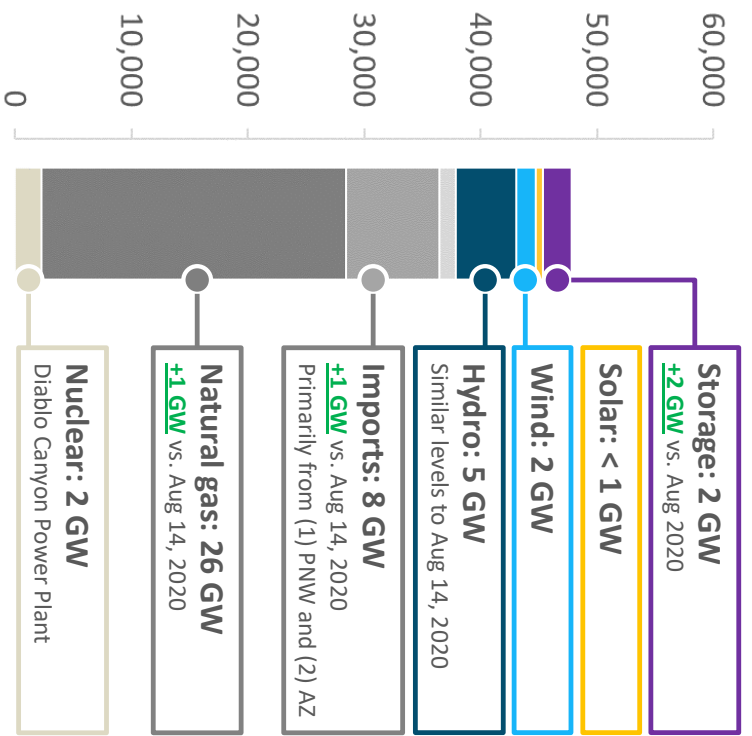 60,000
50,000
40,000
30,000
20,000
10,000
0
Storage: 2 GW
+2 GW vs. Aug 2020
Solar: < 1 GW
Wind: 2 GW
Hydro: 5 GW
Similar levels to Aug 14, 2020
Imports: 8 GW
+1 GW vs. Aug 14, 2020
Primarily from (1) PNW and (2) AZ
Natural gas: 26 GW
+1 GW vs. Aug 14, 2020
Nuclear: 2 GW
Diablo Canyon Power Plant